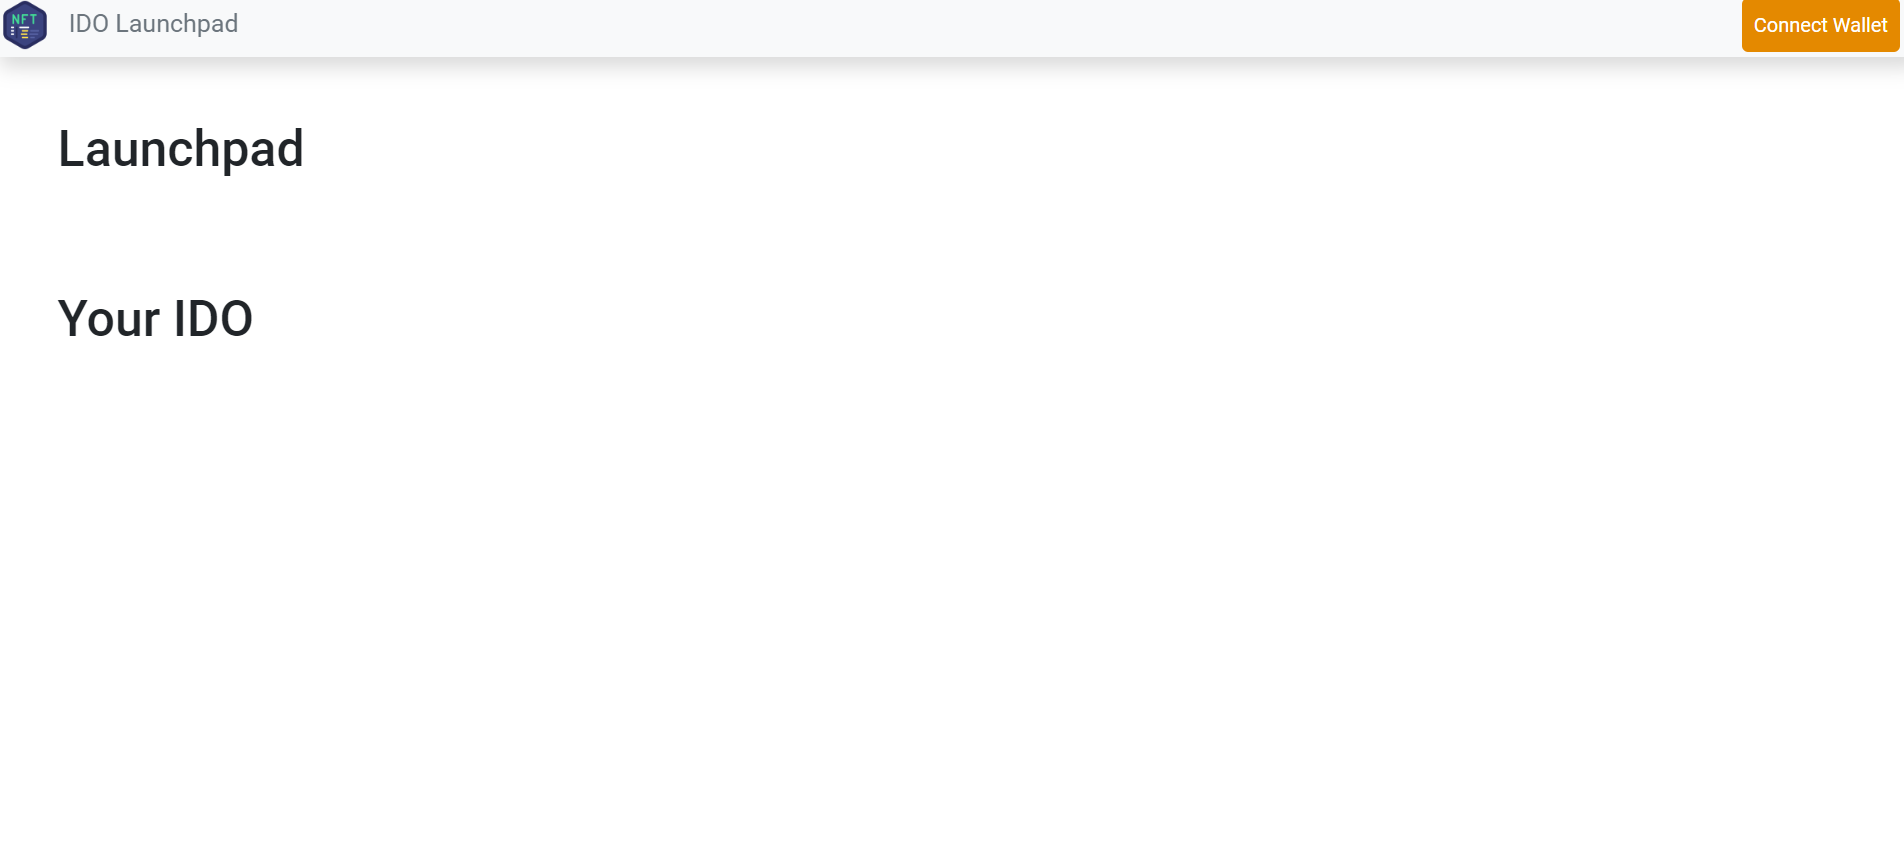 NFT
IDO Launchpad
Connect Wallet
Launchpad
Your IDO